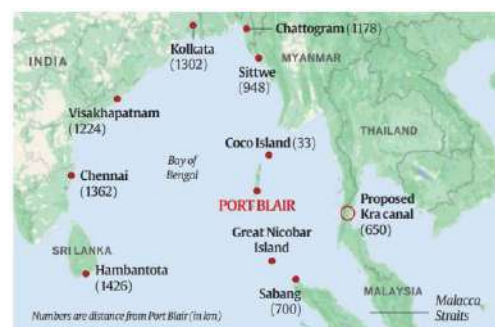 Chattogram (1178)
Kolkata
(1302)
INDIA
MYANMAR
Sittwe
(948)
Visakhapatnam
(1224)
THAILAND
Coco Island (33)
Bay of
Bengal
Chennai
(1362)
PORT BLAIR
Proposed
Kra canal
(650)
Great Nicobar
Island
SRI LANKA
Hambantota
(1426)
Sabang
(700)
MALAYSIA
Malacca
Straits
Numbers are distance from Port Blair (in km)